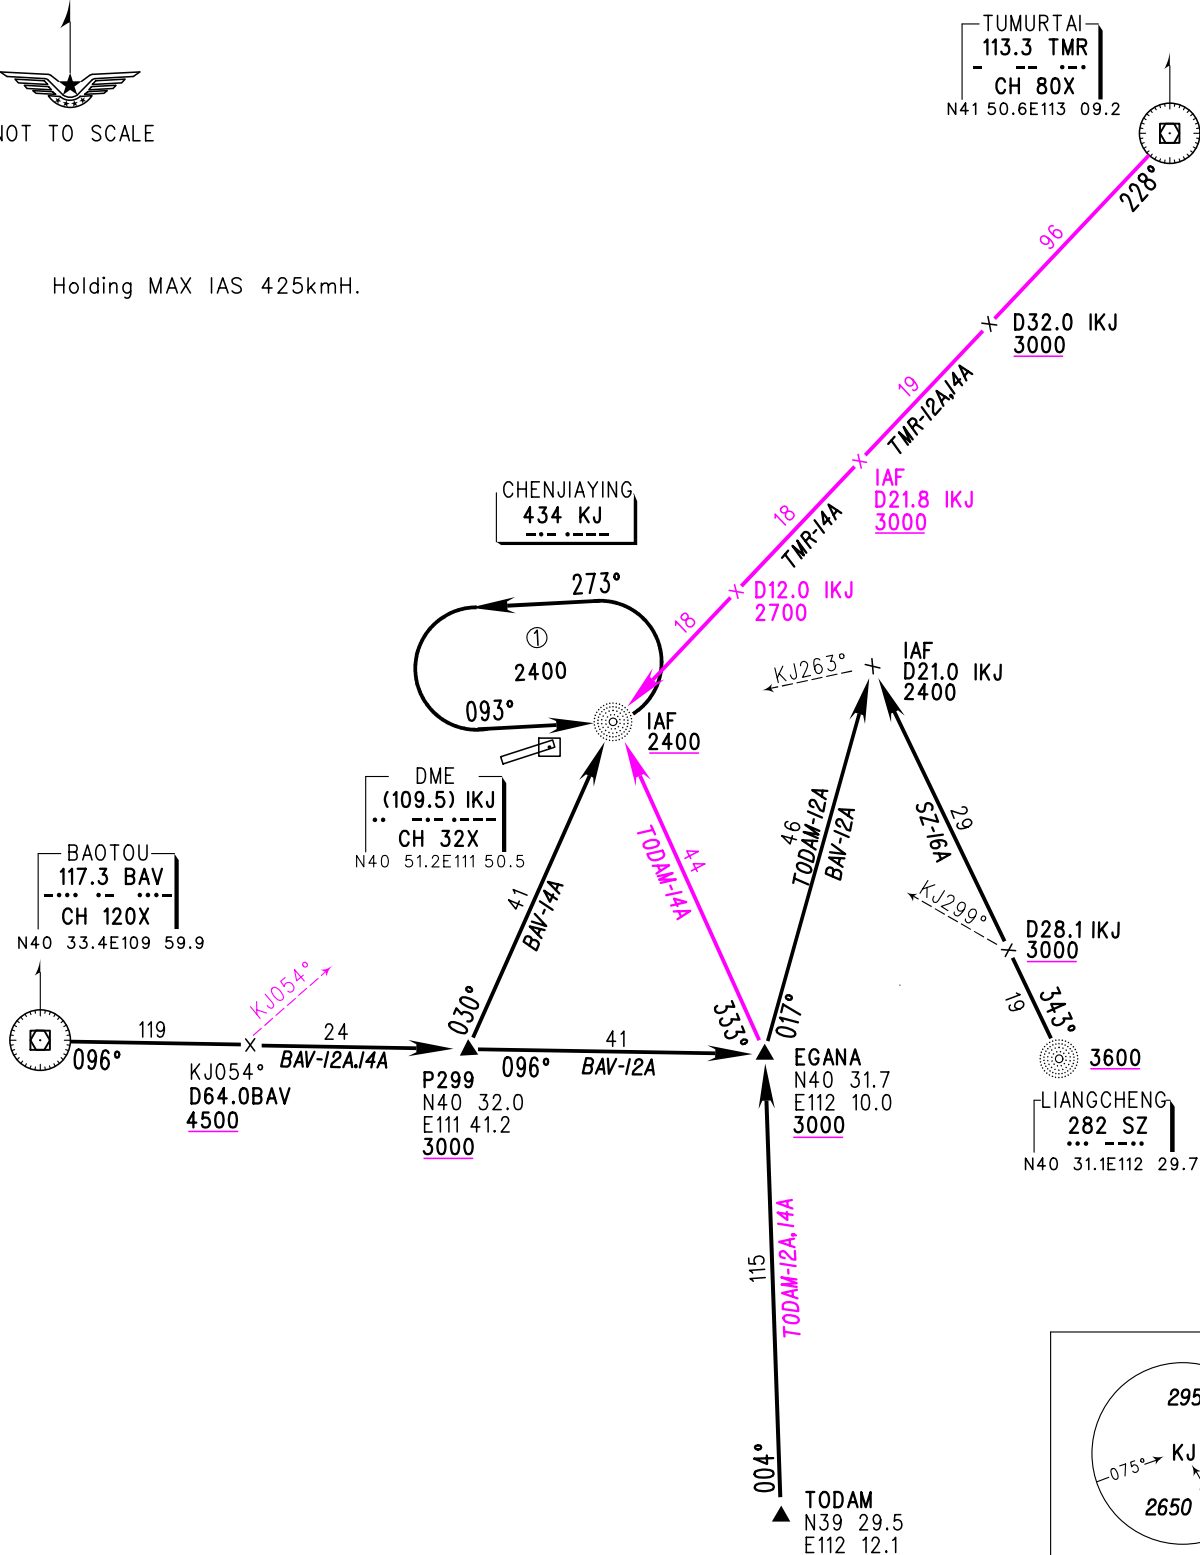 TUMURTAI
113.3 TMR
CH 80X
N41 50.6E113 09.2
NOT TO SCALE
228°
96
Holding MAX IAS 425kmH.
D32.0 IKJ
3000
19
TMR-12A,14A
IAF
D21.8 IKJ
3000
CHENJIAYING
434 KJ
18
TMR-14A
273°
D12.0 IKJ
2700
18
①
2400
093°
IAF
2400
KJ263°
IAF
D21.0 IKJ
2400
DME
(109.5) IKJ
CH 32X
N40 51.2E111 50.5
BAOTOU
117.3 BAV
CH 120X
N40 33.4E109 59.9
41
BAV-14A
44
TODAM-14A
46
TODAM-12A
BAV-12A
29
SZ-16A
KJ299°
D28.1 IKJ
3000
19
343°
KJ054°
030°
333°
017°
119
096°
24
BAV-12A,14A
KJ054°
D64.0BAV
4500
096°
41
BAV-12A
P299
N40 32.0
E111 41.2
3000
EGANA
N40 31.7
E112 10.0
3000
3600
LIANGCHENG
282 SZ
N40 31.1E112 29.7
115
TODAM-12A,14A
004°
TODAM
N39 29.5
E112 12.1
295
KJ
075°
2650